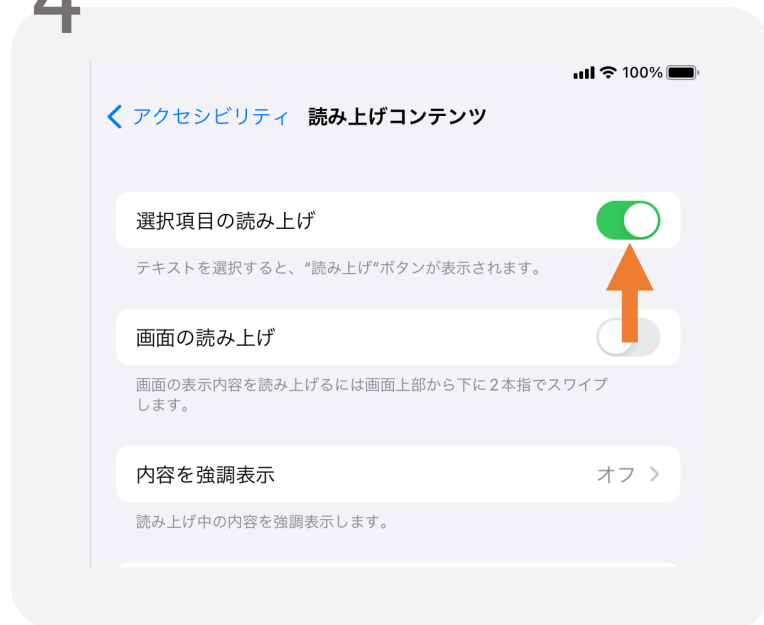 4
100%
アクセシビリティ 読み上げコンテンツ
選択項目の読み上げ
テキストを選択すると、“読み上げ”ボタンが表示されます。
画面の読み上げ
画面の表示内容を読み上げるには画面上部から下に2本指でスワイプ
します。
内容を強調表示 オフ
読み上げ中の内容を強調表示します。